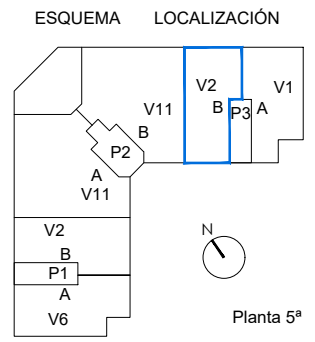 ESQUEMA LOCALIZACIÓN
V2
V1
V11
B
P3
A
B
P2
A
V11
V2
B
P1
A
V6
N
Planta 5ª